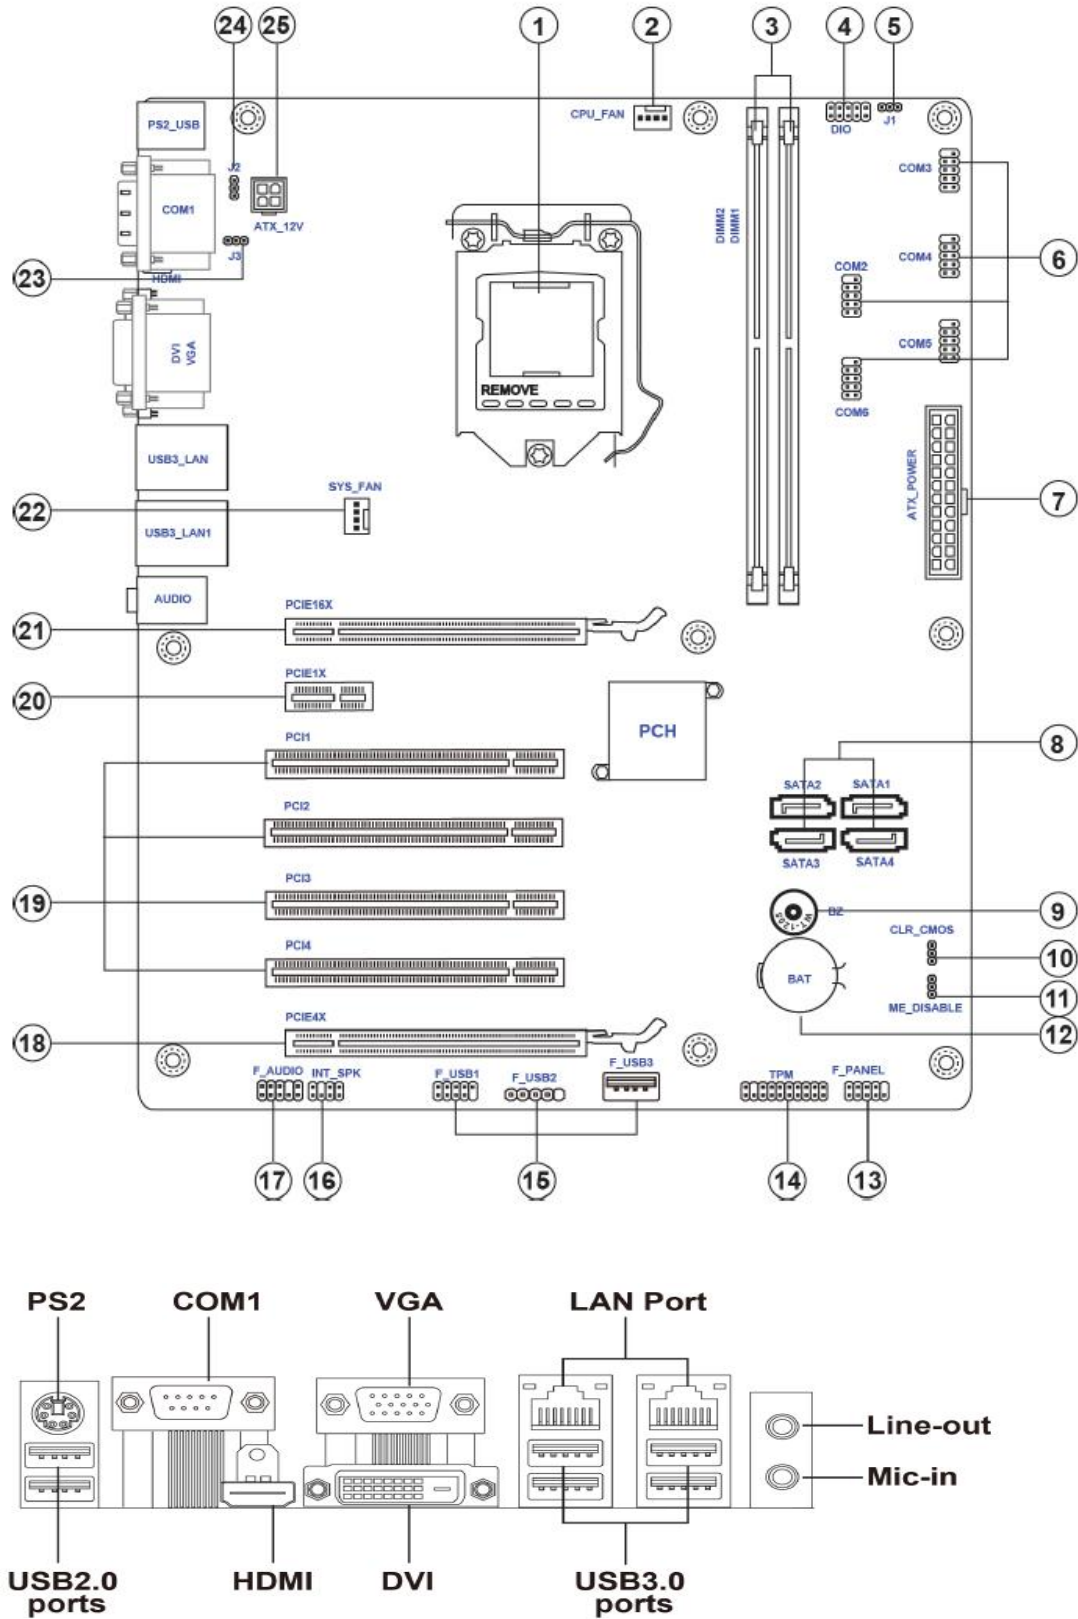 24 25 1 2 3 4 5
PS2_USB
CPU_FAN
DIO
J1
J2
COM1
ATX_12V
J3
HDMI
23
DIMM2
DIMM1
COM3
COM4
COM2
6
COM5
COM6
DVI
VGA
REMOVE
USB3_LAN
ATX_POWER
7
SYS_FAN
22
USB3_LAN1
AUDIO
PCIE16X
21
PCIE1X
20
PCH
PCI1
8
SATA2 SATA1
SATA3 SATA4
PCI2
PCI3
19
WT-1205
BZ
9
CLR_CMOS
10
PCI4
BAT
11
ME_DISABLE
12
PCIE4X
18
F_AUDIO INT_SPK F_USB1 F_USB2 F_USB3 TPM F_PANEL
17 16 15 14 13
PS2 COM1 VGA LAN Port
Line-out
Mic-in
USB2.0
ports
HDMI
DVI
USB3.0
ports